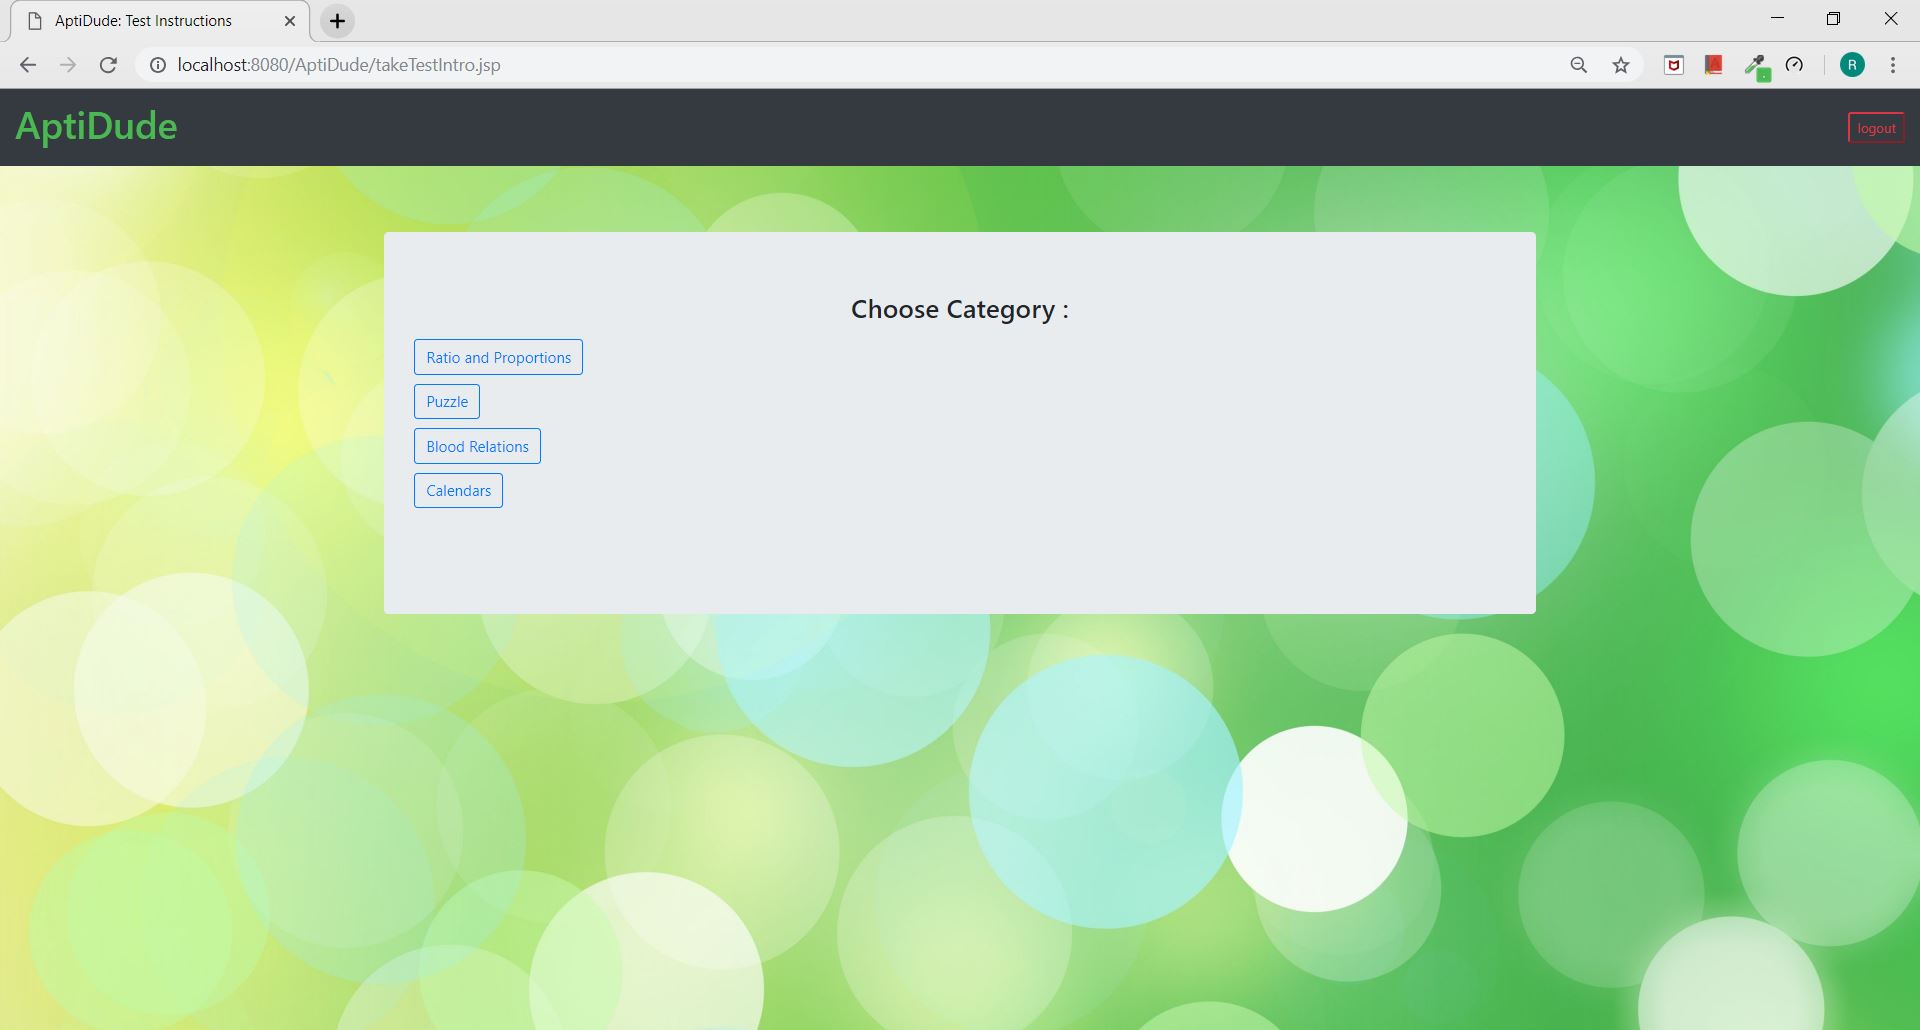 AptiDude: Test Instructions
localhost:8080/AptiDude/takeTestIntro.jsp
R
AptiDude
logout
Choose Category :
Ratio and Proportions
Puzzle
Blood Relations
Calendars